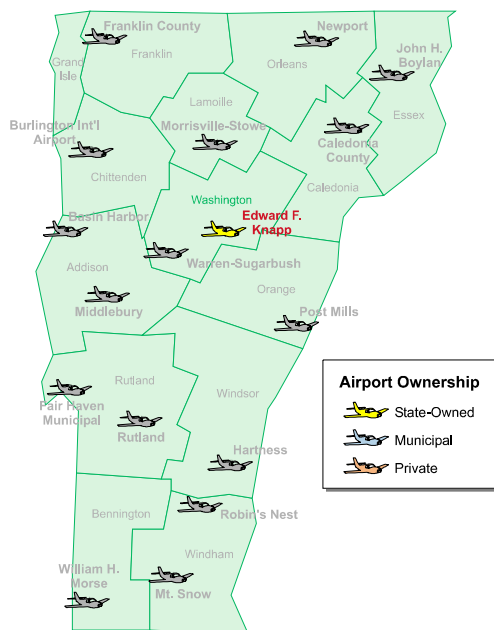 Franklin County
Newport
Franklin
Grand
Isle
Orleans
John H.
Boylan
Lamoille
Essex
Burlington Int'l
Airport
Morrisville-Stowe
Caledonia
County
Chittenden
Caledonia
Washington
Basin Harbor
Edward F.
Knapp
Addison
Warren-Sugarbush
Orange
Middlebury
Post Mills
Rutland
Windsor
Fair Haven
Municipal
Rutland
Hartness
Bennington
Robin's Nest
Windham
William H.
Morse
Mt. Snow
Airport Ownership
State-Owned
Municipal
Private